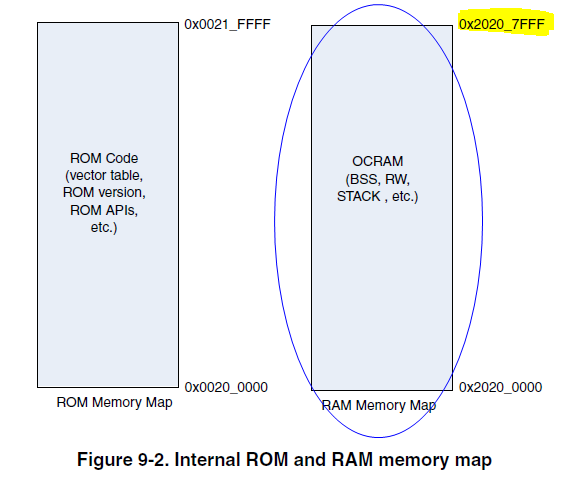 0x0021_FFFF
ROM Code
(vector table,
ROM version,
ROM APIs,
etc.)
0x0020_0000
ROM Memory Map
0x2020_7FFF
OCRAM
(BSS, RW,
STACK , etc.)
0x2020_0000
RAM Memory Map
Figure 9-2. Internal ROM and RAM memory map